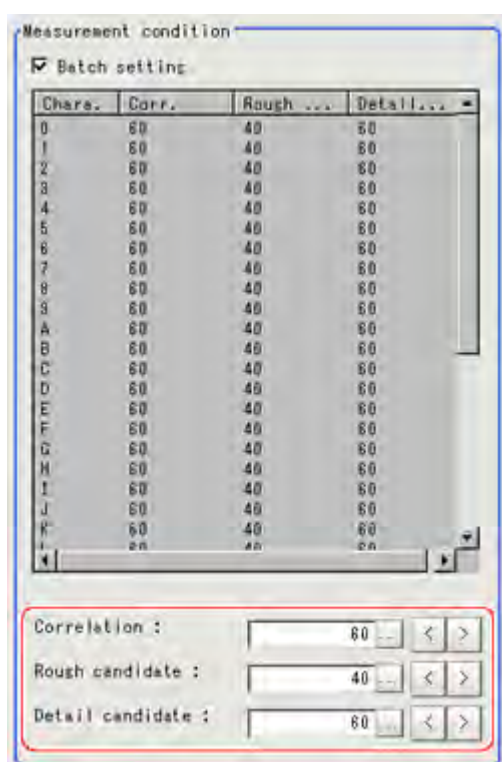 Measurement condition
Batch setting
Chara. Corr. Rough ... Detail...
0 60 40 60
1 60 40 60
2 60 40 60
3 60 40 60
4 60 40 60
5 60 40 60
6 60 40 60
7 60 40 60
8 60 40 60
9 60 40 60
A 60 40 60
B 60 40 60
C 60 40 60
D 60 40 60
E 60 40 60
F 60 40 60
G 60 40 60
H 60 40 60
I 60 40 60
J 60 40 60
K 60 40 60
60 40 60
Correlation : 60 ... < >
Rough candidate : 40 ... < >
Detail candidate : 60 ... < >